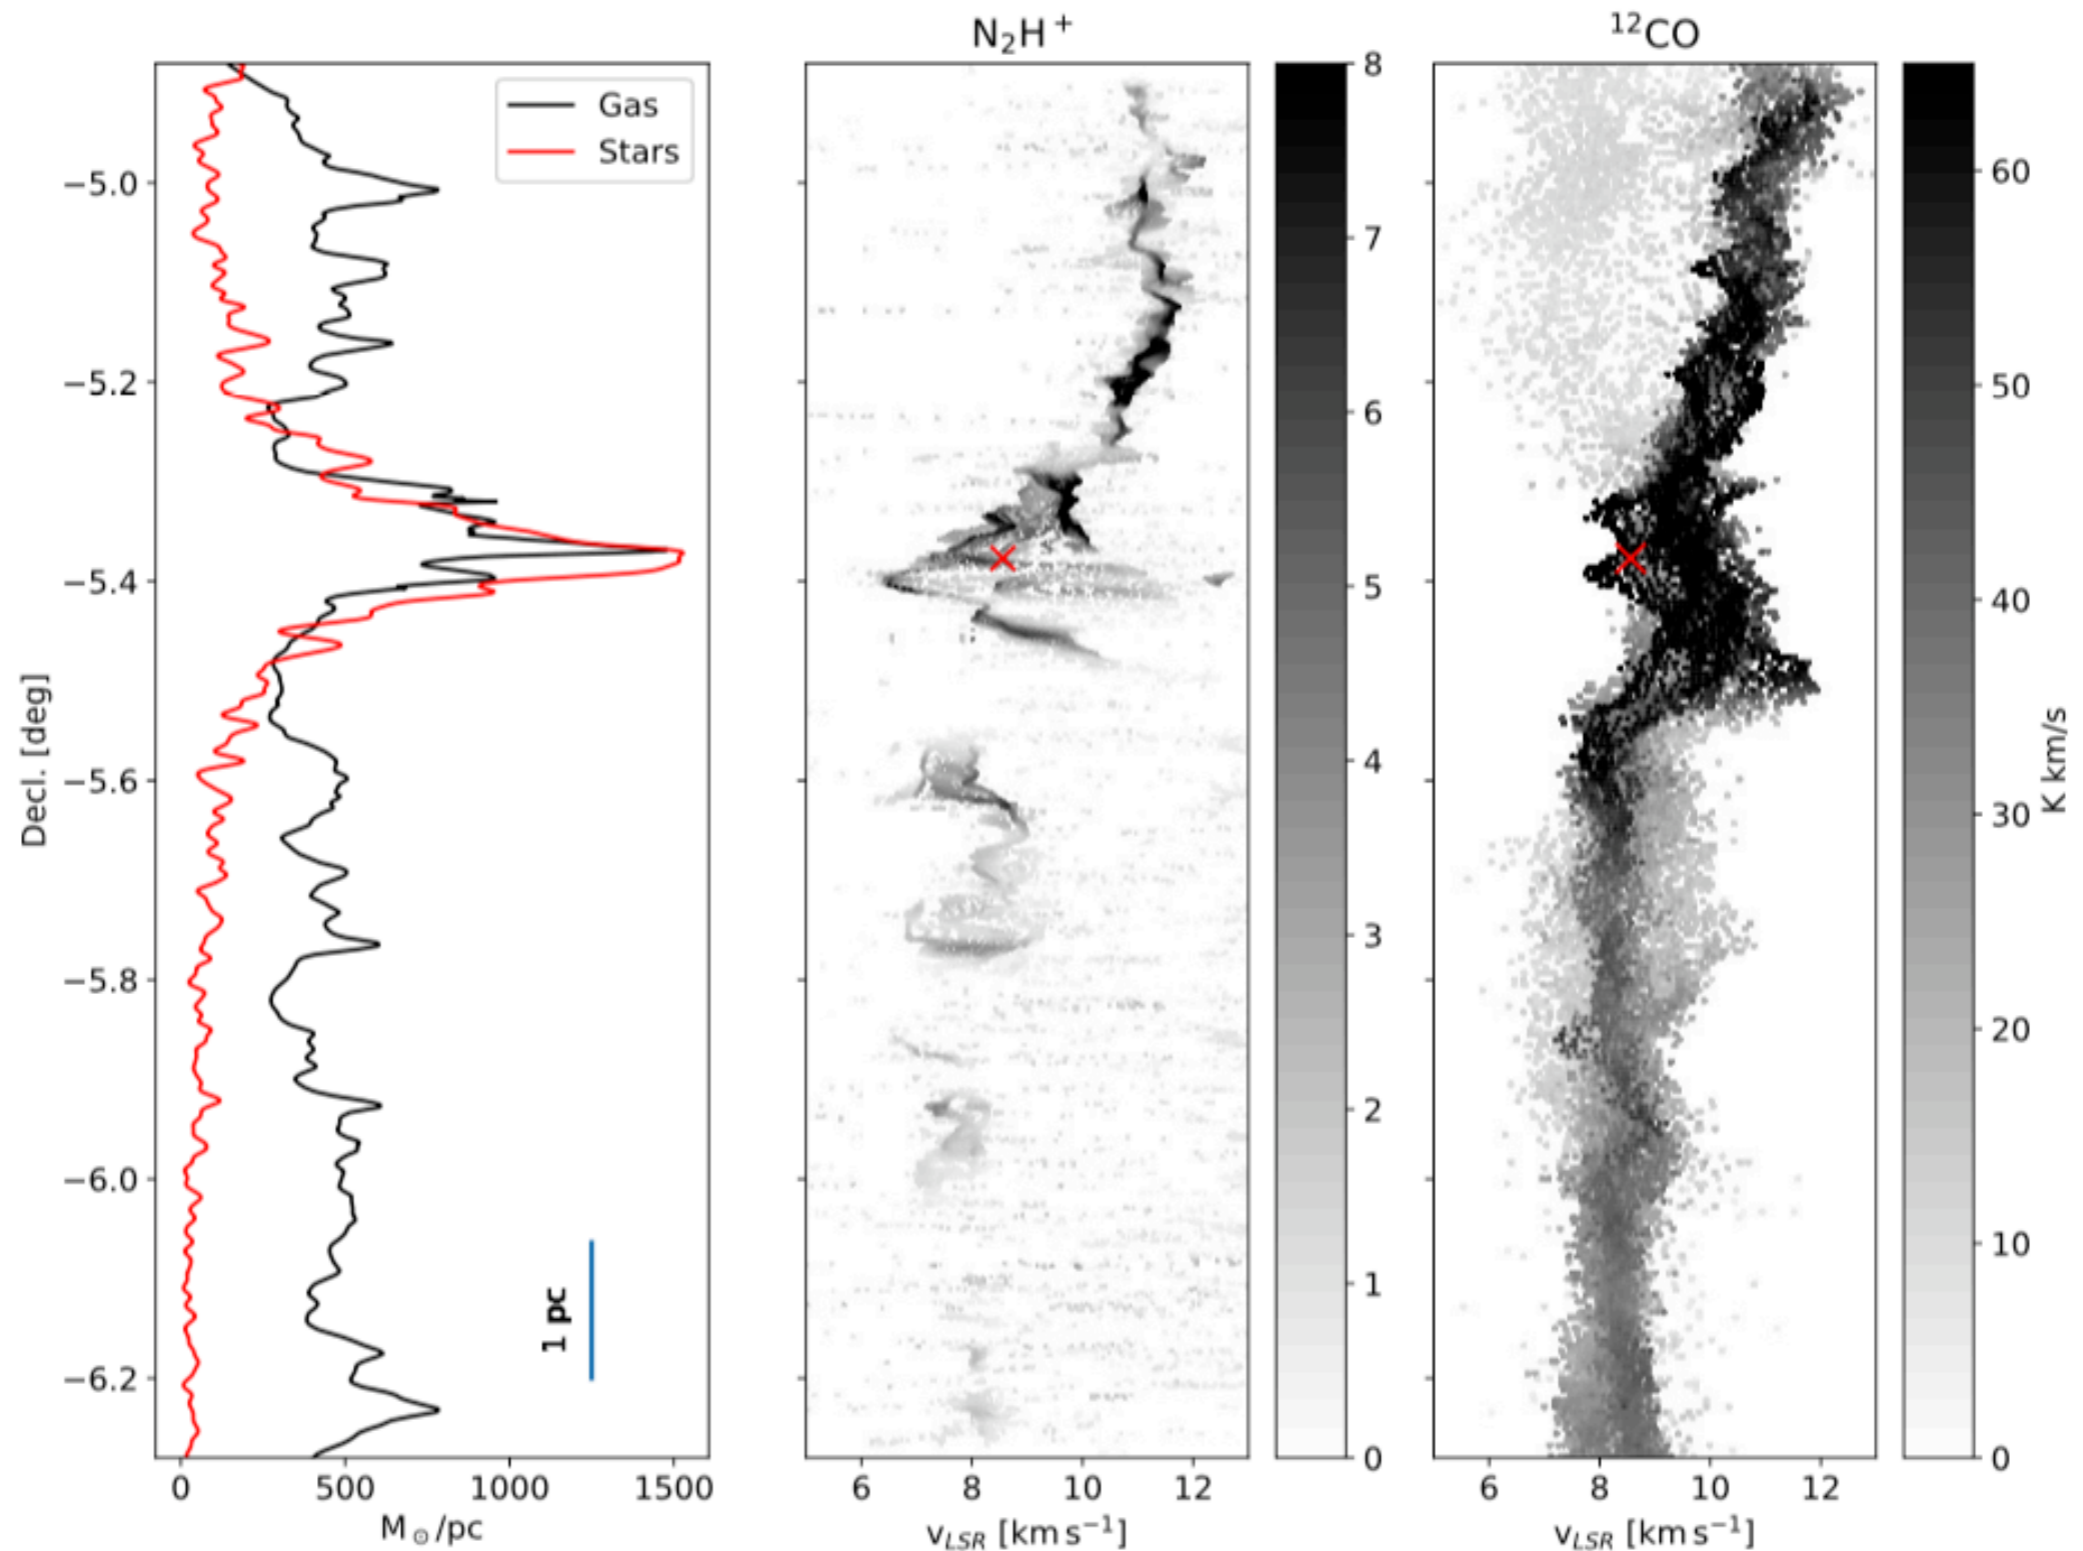 N₂H⁺
¹²CO
Gas
Stars
−5.0
−5.2
−5.4
−5.6
−5.8
−6.0
−6.2
Decl. [deg]
1 pc
0 500 1000 1500
M☉/pc
6 8 10 12
v_LSR [km s⁻¹]
8
7
6
5
4
3
2
1
0
6 8 10 12
v_LSR [km s⁻¹]
60
50
40
30
20
10
0
K km/s